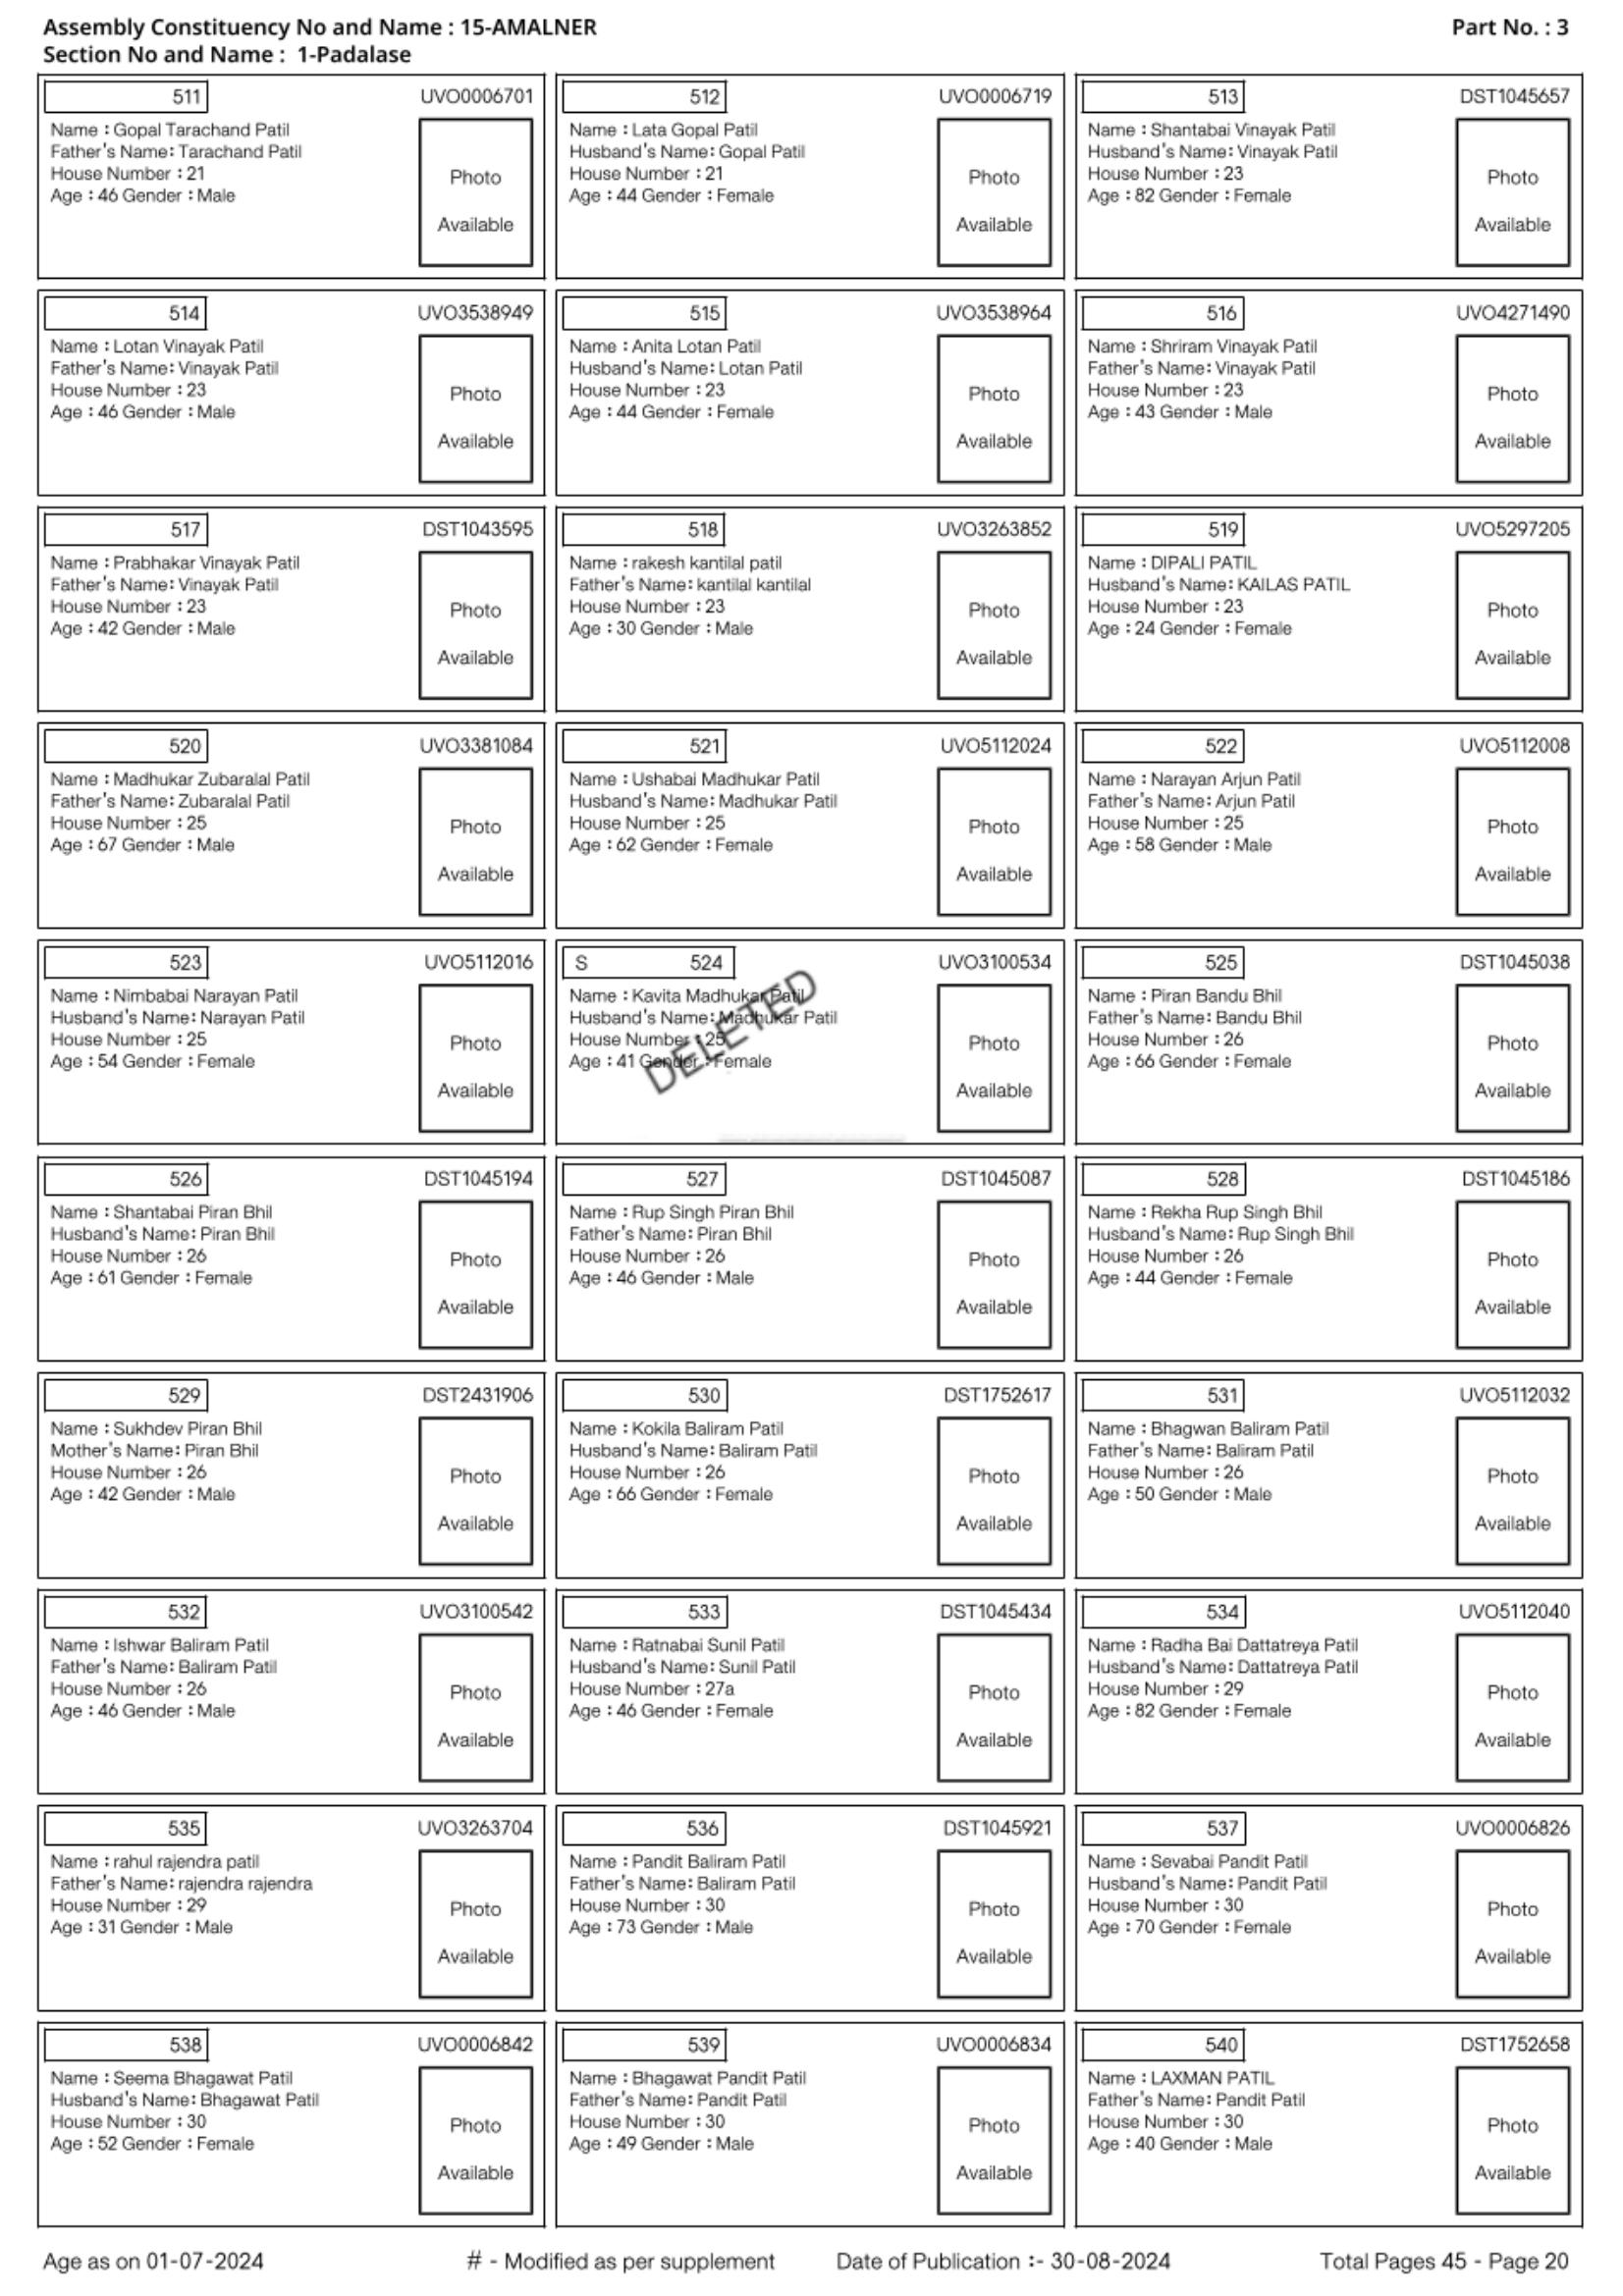 Assembly Constituency No and Name : 15-AMALNER
Part No. : 3
Section No and Name : 1-Padalase
511
UVO0006701
Name : Gopal Tarachand Patil
Father's Name: Tarachand Patil
House Number : 21
Age : 46 Gender : Male
Photo
Available
512
UVO0006719
Name : Lata Gopal Patil
Husband's Name: Gopal Patil
House Number : 21
Age : 44 Gender : Female
Photo
Available
513
DST1045657
Name : Shantabai Vinayak Patil
Husband's Name: Vinayak Patil
House Number : 23
Age : 82 Gender : Female
Photo
Available
514
UVO3538949
Name : Lotan Vinayak Patil
Father's Name: Vinayak Patil
House Number : 23
Age : 46 Gender : Male
Photo
Available
515
UVO3538964
Name : Anita Lotan Patil
Husband's Name: Lotan Patil
House Number : 23
Age : 44 Gender : Female
Photo
Available
516
UVO4271490
Name : Shriram Vinayak Patil
Father's Name: Vinayak Patil
House Number : 23
Age : 43 Gender : Male
Photo
Available
517
DST1043595
Name : Prabhakar Vinayak Patil
Father's Name: Vinayak Patil
House Number : 23
Age : 42 Gender : Male
Photo
Available
518
UVO3263852
Name : rakesh kantilal patil
Father's Name: kantilal kantilal
House Number : 23
Age : 30 Gender : Male
Photo
Available
519
UVO5297205
Name : DIPALI PATIL
Husband's Name: KAILAS PATIL
House Number : 23
Age : 24 Gender : Female
Photo
Available
520
UVO3381084
Name : Madhukar Zubaralal Patil
Father's Name: Zubaralal Patil
House Number : 25
Age : 67 Gender : Male
Photo
Available
521
UVO5112024
Name : Ushabai Madhukar Patil
Husband's Name: Madhukar Patil
House Number : 25
Age : 62 Gender : Female
Photo
Available
522
UVO5112008
Name : Narayan Arjun Patil
Father's Name: Arjun Patil
House Number : 25
Age : 58 Gender : Male
Photo
Available
523
UVO5112016
Name : Nimbabai Narayan Patil
Husband's Name: Narayan Patil
House Number : 25
Age : 54 Gender : Female
Photo
Available
S 524
UVO3100534
Name : Kavita Madhukar Patil
Husband's Name: Madhukar Patil
House Number : 25
Age : 41 Gender : Female
DELETED
Photo
Available
525
DST1045038
Name : Piran Bandu Bhil
Father's Name: Bandu Bhil
House Number : 26
Age : 66 Gender : Female
Photo
Available
526
DST1045194
Name : Shantabai Piran Bhil
Husband's Name: Piran Bhil
House Number : 26
Age : 61 Gender : Female
Photo
Available
527
DST1045087
Name : Rup Singh Piran Bhil
Father's Name: Piran Bhil
House Number : 26
Age : 46 Gender : Male
Photo
Available
528
DST1045186
Name : Rekha Rup Singh Bhil
Husband's Name: Rup Singh Bhil
House Number : 26
Age : 44 Gender : Female
Photo
Available
529
DST2431906
Name : Sukhdev Piran Bhil
Mother's Name: Piran Bhil
House Number : 26
Age : 42 Gender : Male
Photo
Available
530
DST1752617
Name : Kokila Baliram Patil
Husband's Name: Baliram Patil
House Number : 26
Age : 66 Gender : Female
Photo
Available
531
UVO5112032
Name : Bhagwan Baliram Patil
Father's Name: Baliram Patil
House Number : 26
Age : 50 Gender : Male
Photo
Available
532
UVO3100542
Name : Ishwar Baliram Patil
Father's Name: Baliram Patil
House Number : 26
Age : 46 Gender : Male
Photo
Available
533
DST1045434
Name : Ratnabai Sunil Patil
Husband's Name: Sunil Patil
House Number : 27a
Age : 46 Gender : Female
Photo
Available
534
UVO5112040
Name : Radha Bai Dattatreya Patil
Husband's Name: Dattatreya Patil
House Number : 29
Age : 82 Gender : Female
Photo
Available
535
UVO3263704
Name : rahul rajendra patil
Father's Name: rajendra rajendra
House Number : 29
Age : 31 Gender : Male
Photo
Available
536
DST1045921
Name : Pandit Baliram Patil
Father's Name: Baliram Patil
House Number : 30
Age : 73 Gender : Male
Photo
Available
537
UVO0006826
Name : Sevabai Pandit Patil
Husband's Name: Pandit Patil
House Number : 30
Age : 70 Gender : Female
Photo
Available
538
UVO0006842
Name : Seema Bhagawat Patil
Husband's Name: Bhagawat Patil
House Number : 30
Age : 52 Gender : Female
Photo
Available
539
UVO0006834
Name : Bhagawat Pandit Patil
Father's Name: Pandit Patil
House Number : 30
Age : 49 Gender : Male
Photo
Available
540
DST1752658
Name : LAXMAN PATIL
Father's Name: Pandit Patil
House Number : 30
Age : 40 Gender : Male
Photo
Available
Age as on 01-07-2024
# - Modified as per supplement
Date of Publication :- 30-08-2024
Total Pages 45 - Page 20